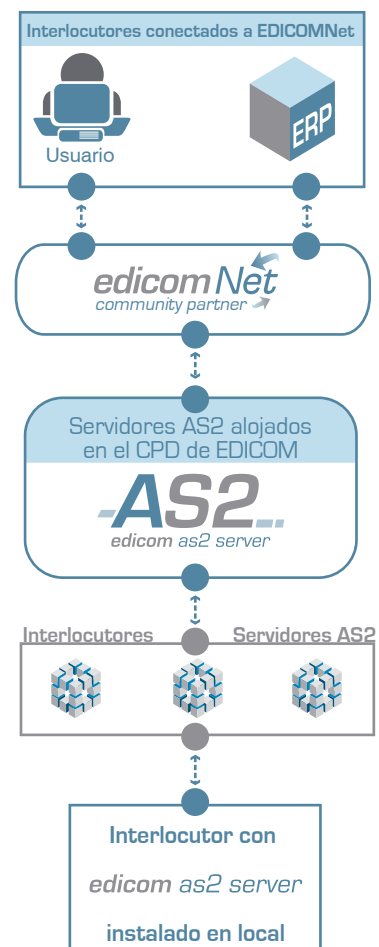 Interlocutores conectados a EDICOMNet
Usuario
ERP
edicomNet
community partner
Servidores AS2 alojados
en el CPD de EDICOM
AS2
edicom as2 server
Interlocutores Servidores AS2
Interlocutor con
edicom as2 server
instalado en local